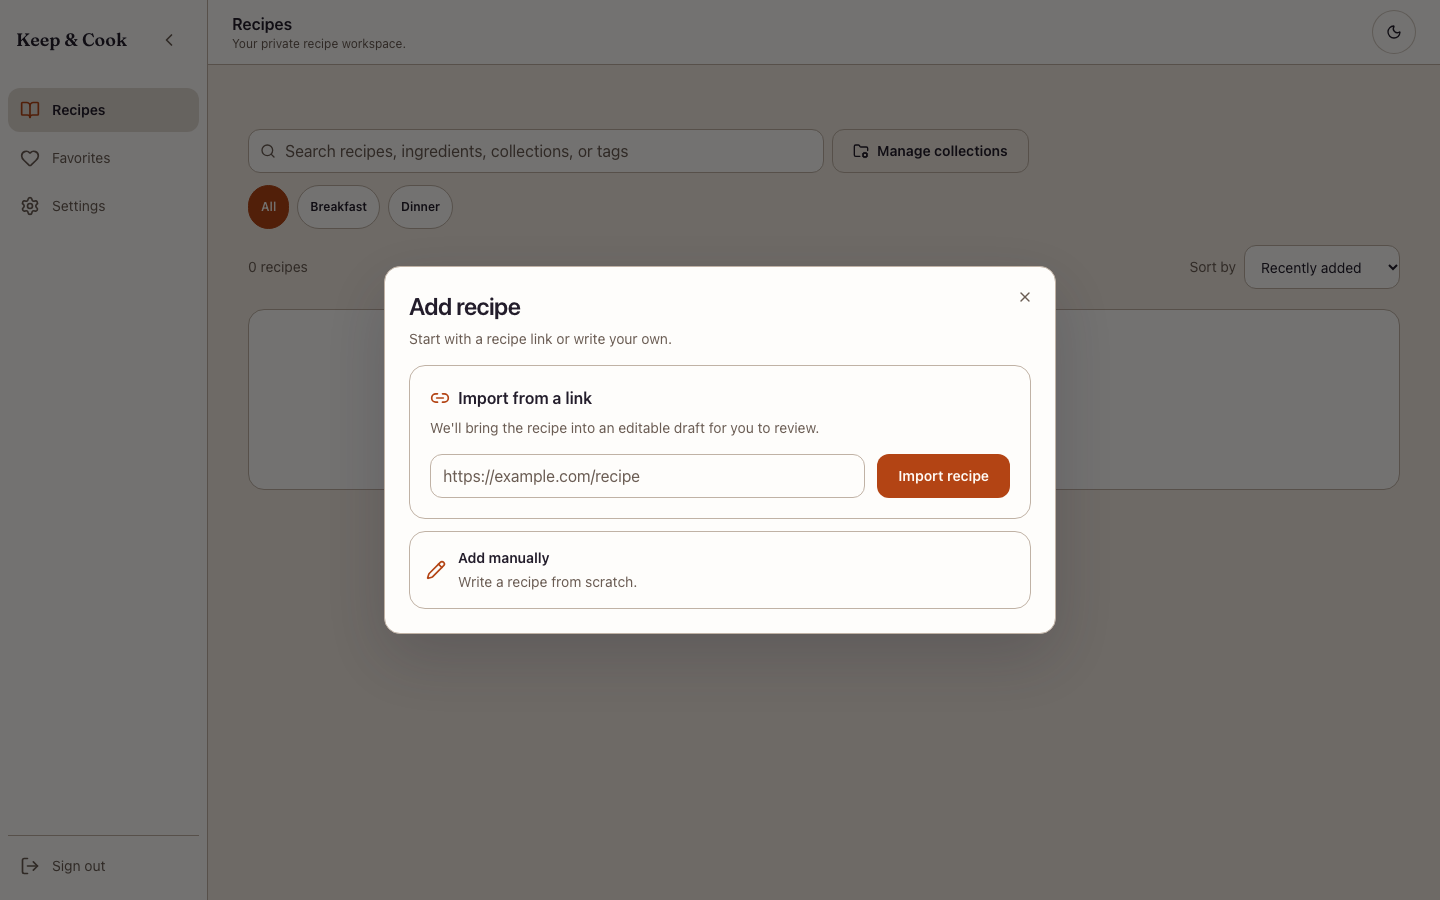 Keep & Cook
Recipes
Favorites
Settings
Sign out
Recipes
Your private recipe workspace.
Search recipes, ingredients, collections, or tags
Manage collections
All
Breakfast
Dinner
0 recipes
Sort by
Recently added
Add recipe
Start with a recipe link or write your own.
Import from a link
We'll bring the recipe into an editable draft for you to review.
https://example.com/recipe
Import recipe
Add manually
Write a recipe from scratch.